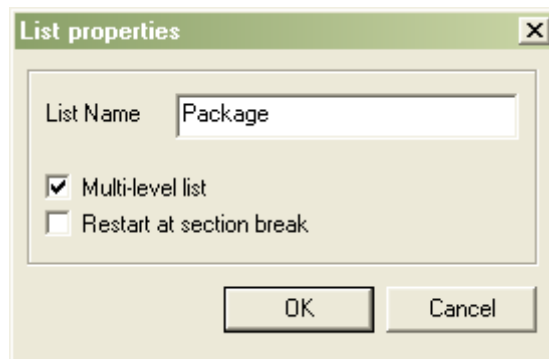 List properties
List Name Package
Multi-level list
Restart at section break
OK Cancel